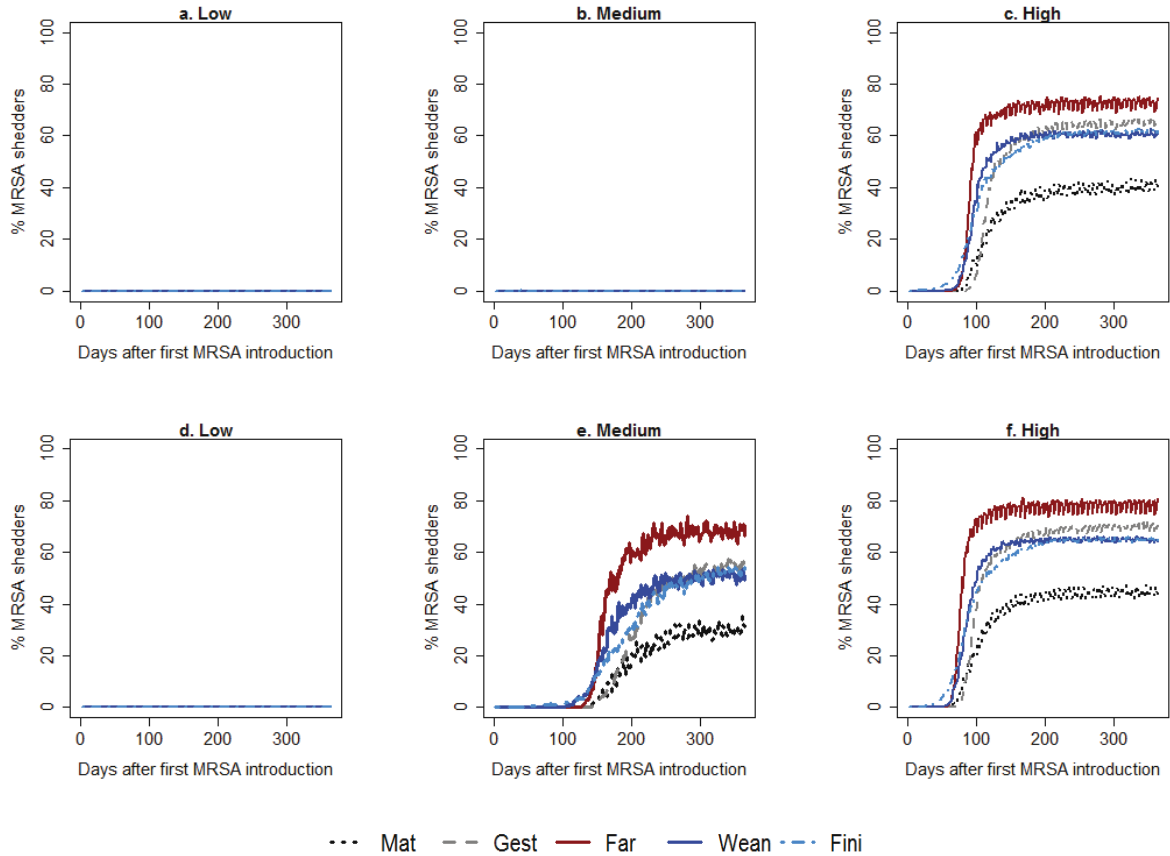 a. Low
b. Medium
c. High
% MRSA shedders
0 20 40 60 80 100
0 100 200 300
Days after first MRSA introduction
% MRSA shedders
0 20 40 60 80 100
0 100 200 300
Days after first MRSA introduction
% MRSA shedders
0 20 40 60 80 100
0 100 200 300
Days after first MRSA introduction
d. Low
e. Medium
f. High
% MRSA shedders
0 20 40 60 80 100
0 100 200 300
Days after first MRSA introduction
% MRSA shedders
0 20 40 60 80 100
0 100 200 300
Days after first MRSA introduction
% MRSA shedders
0 20 40 60 80 100
0 100 200 300
Days after first MRSA introduction
Mat Gest Far Wean Fini